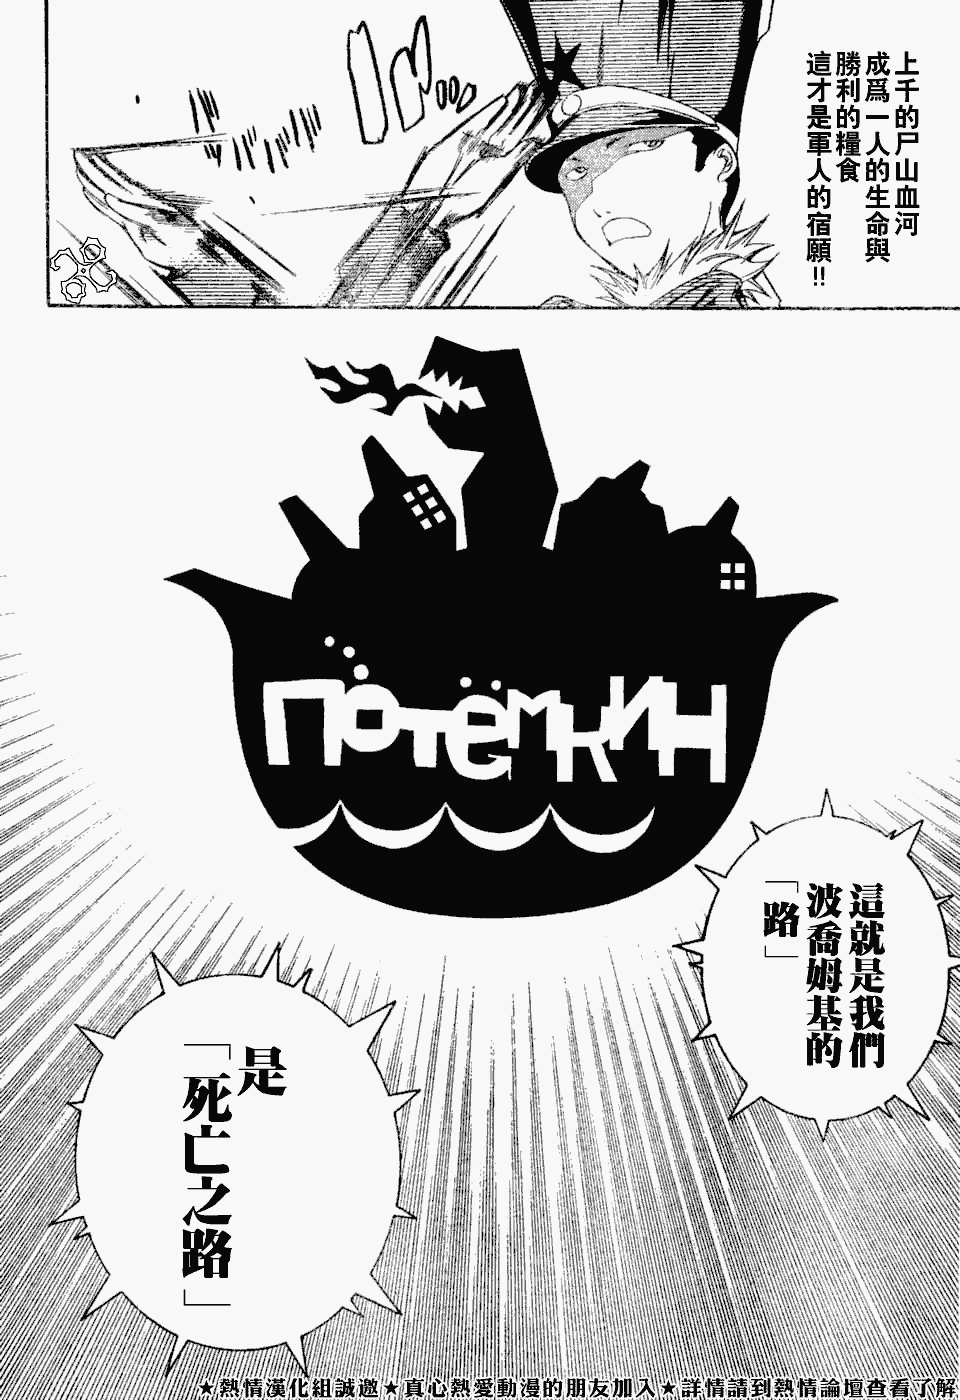 上千的尸山血河
成爲一人的生命與
勝利的糧食
這才是軍人的宿願!!
потёмкин
這就是我們
波喬姆基的
「路」
是
「死亡之路」
★熱情漢化組誠邀★真心熱愛動漫的朋友加入★詳情請到熱情論壇查看了解